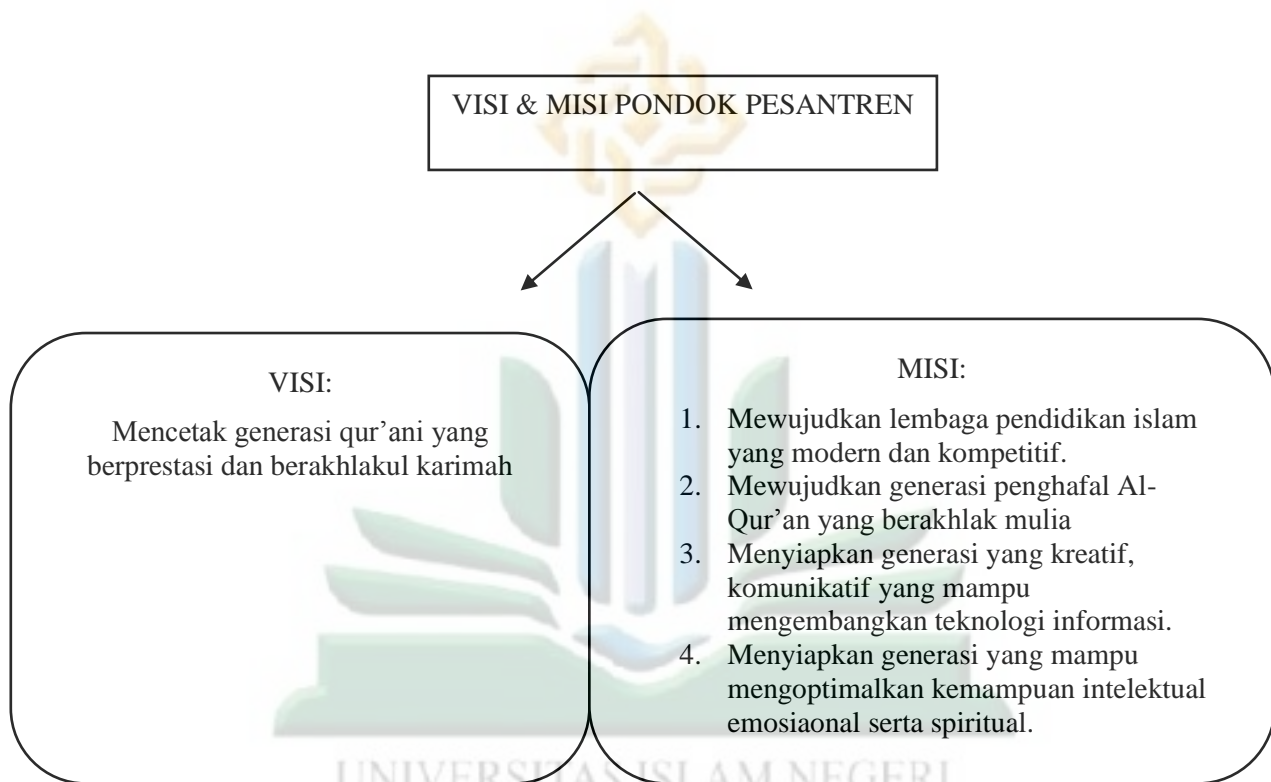 VISI & MISI PONDOK PESANTREN
VISI:
Mencetak generasi qur’ani yang
berprestasi dan berakhlakul karimah
MISI:
1. Mewujudkan lembaga pendidikan islam
yang modern dan kompetitif.
2. Mewujudkan generasi penghafal Al-
Qur’an yang berakhlak mulia
3. Menyiapkan generasi yang kreatif,
komunikatif yang mampu
mengembangkan teknologi informasi.
4. Menyiapkan generasi yang mampu
mengoptimalkan kemampuan intelektual
emosiaonal serta spiritual.
UNIVERSITAS ISLAM NEGERI